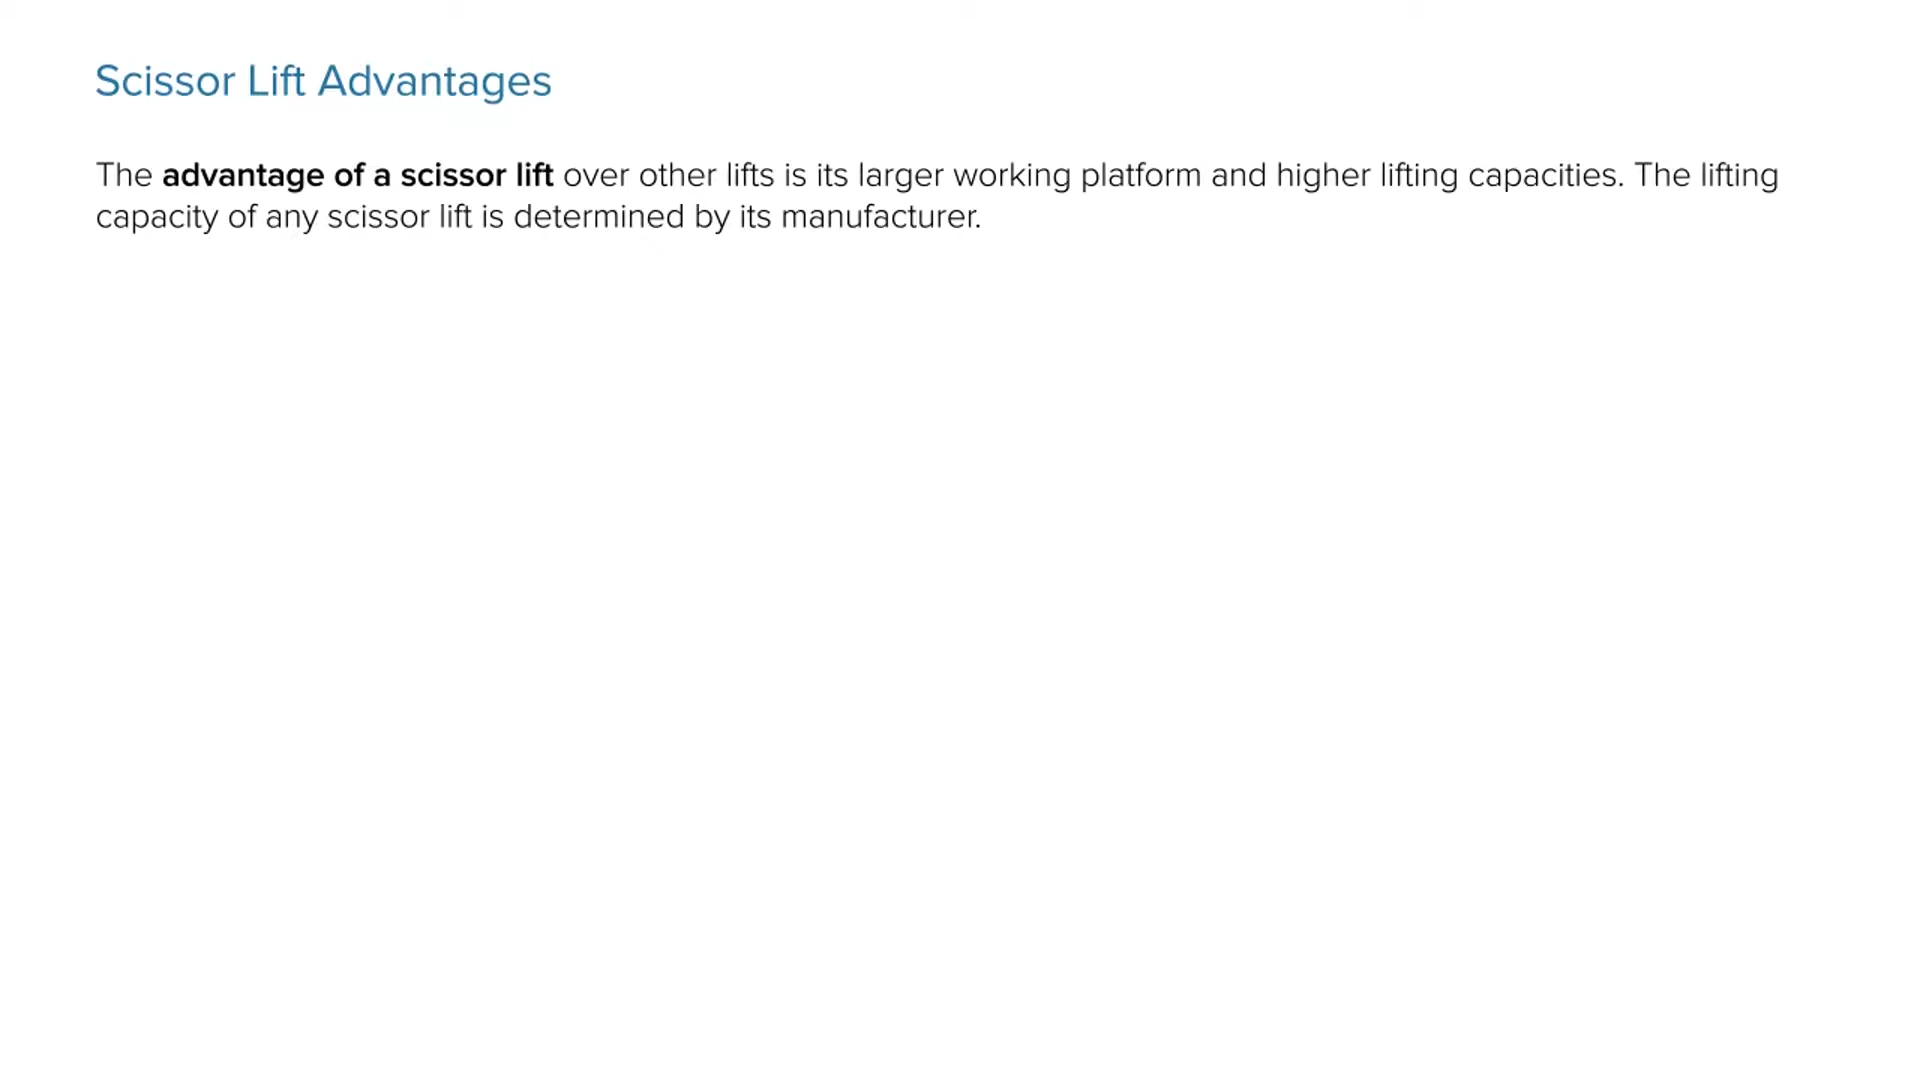 Scissor Lift Advantages
The advantage of a scissor lift over other lifts is its larger working platform and higher lifting capacities. The lifting
capacity of any scissor lift is determined by its manufacturer.